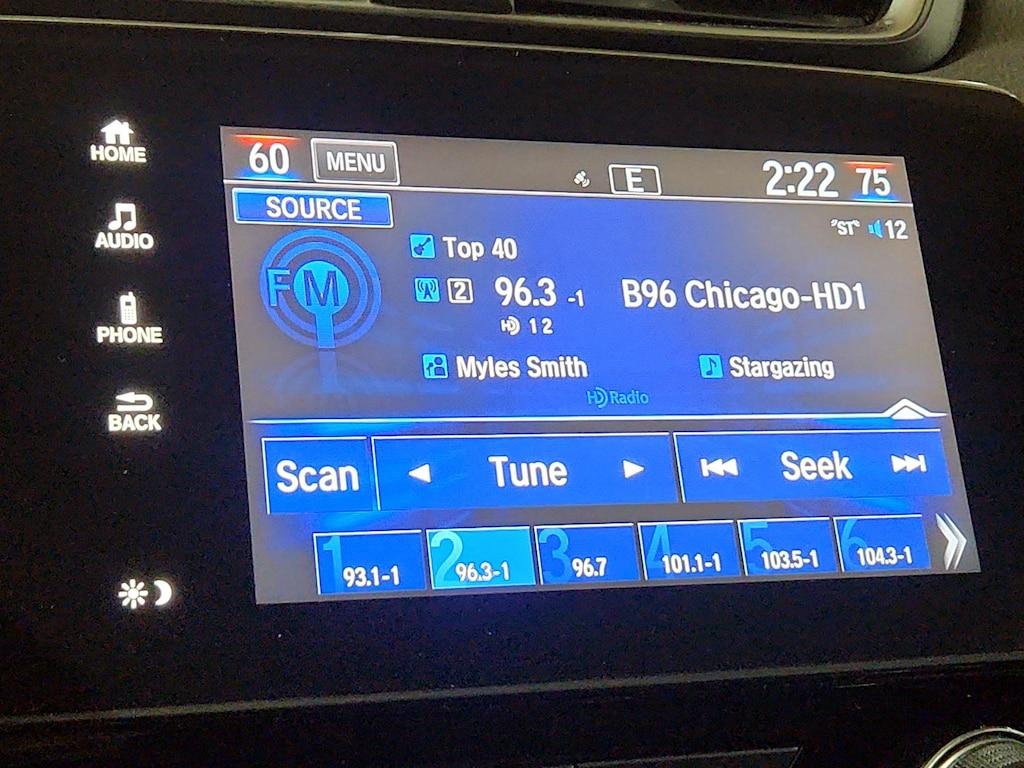 HOME
AUDIO
PHONE
BACK
60 MENU E 2:22 75
SOURCE
"ST" 12
FM
Top 40
2 96.3 -1 B96 Chicago-HD1
HD 1 2
Myles Smith Stargazing
HD Radio
Scan Tune Seek
1 93.1-1 2 96.3-1 3 96.7 4 101.1-1 5 103.5-1 6 104.3-1